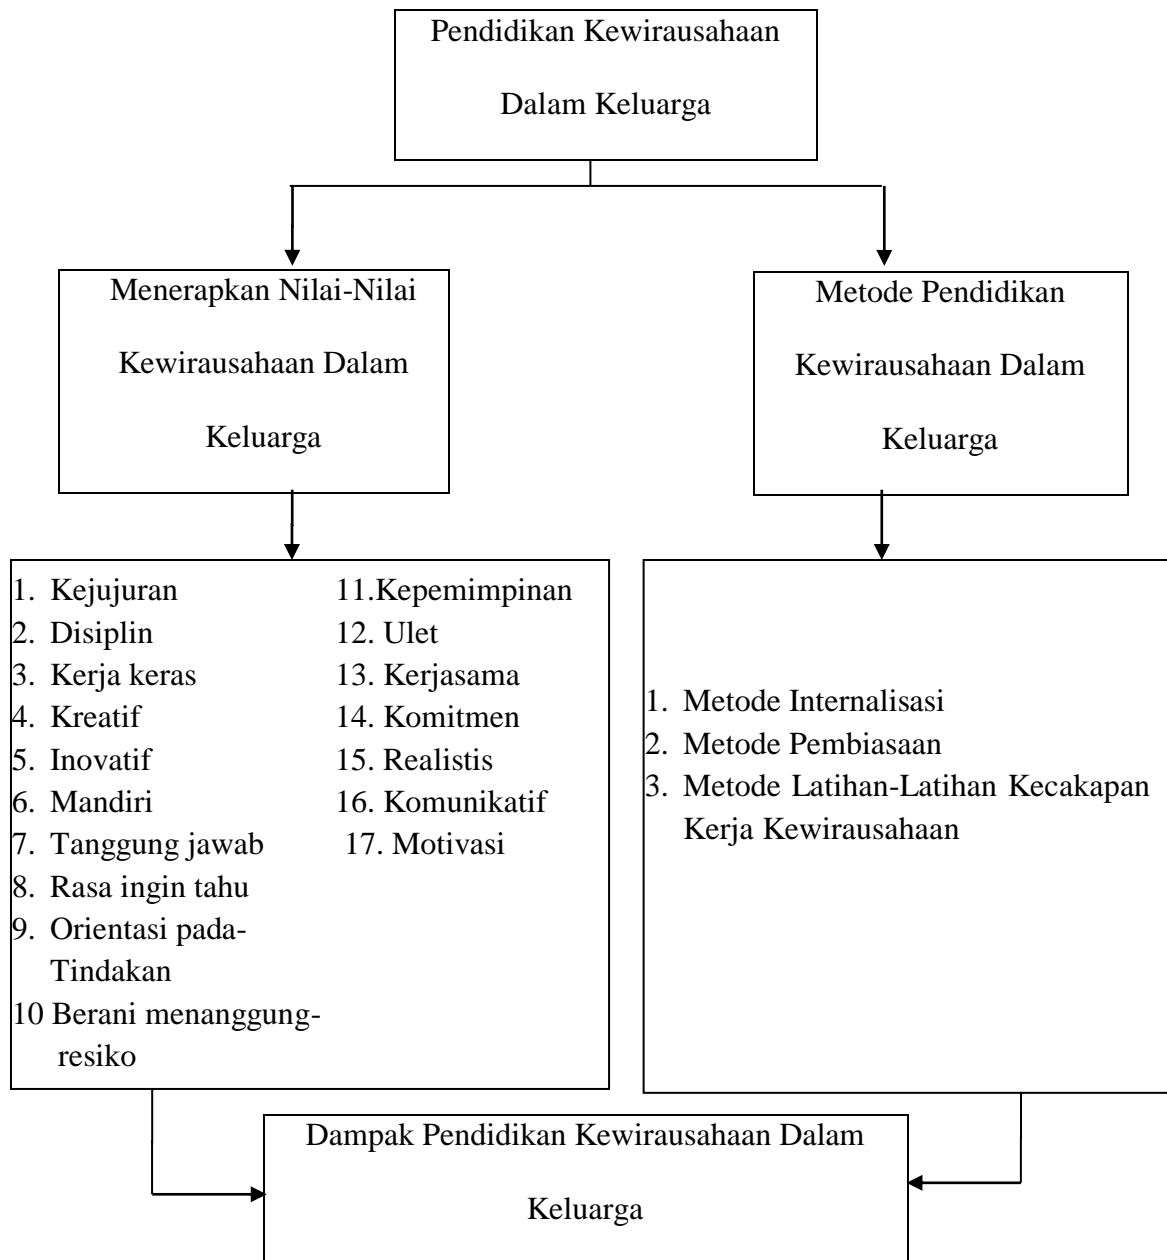 Pendidikan Kewirausahaan
Dalam Keluarga
Menerapkan Nilai-Nilai
Kewirausahaan Dalam
Keluarga
Metode Pendidikan
Kewirausahaan Dalam
Keluarga
1. Kejujuran
2. Disiplin
3. Kerja keras
4. Kreatif
5. Inovatif
6. Mandiri
7. Tanggung jawab
8. Rasa ingin tahu
9. Orientasi pada-
Tindakan
10 Berani menanggung-
resiko
11.Kepemimpinan
12. Ulet
13. Kerjasama
14. Komitmen
15. Realistis
16. Komunikatif
17. Motivasi
1. Metode Internalisasi
2. Metode Pembiasaan
3. Metode Latihan-Latihan Kecakapan
Kerja Kewirausahaan
Dampak Pendidikan Kewirausahaan Dalam
Keluarga